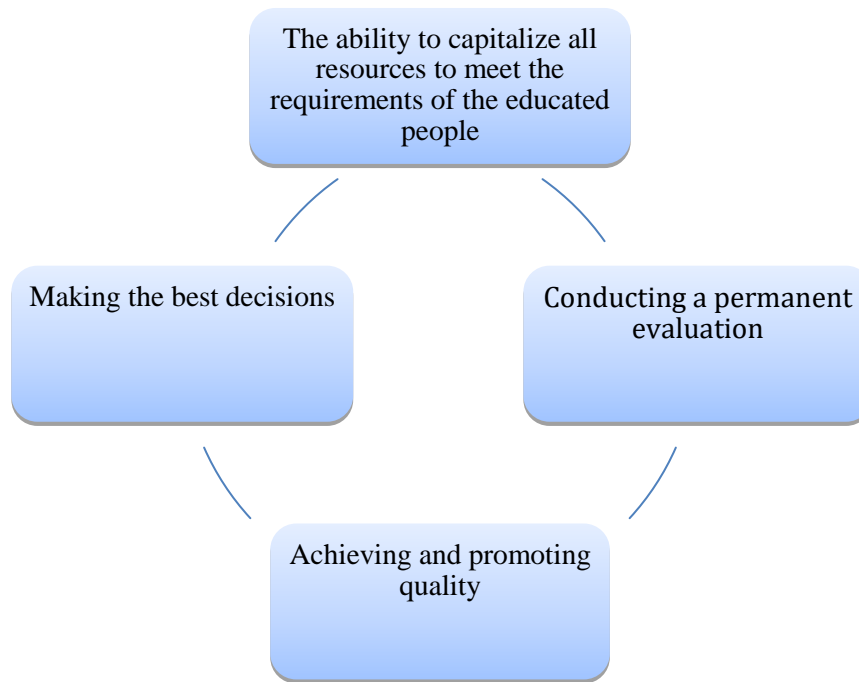 The ability to capitalize all
resources to meet the
requirements of the educated
people
Making the best decisions
Conducting a permanent
evaluation
Achieving and promoting
quality